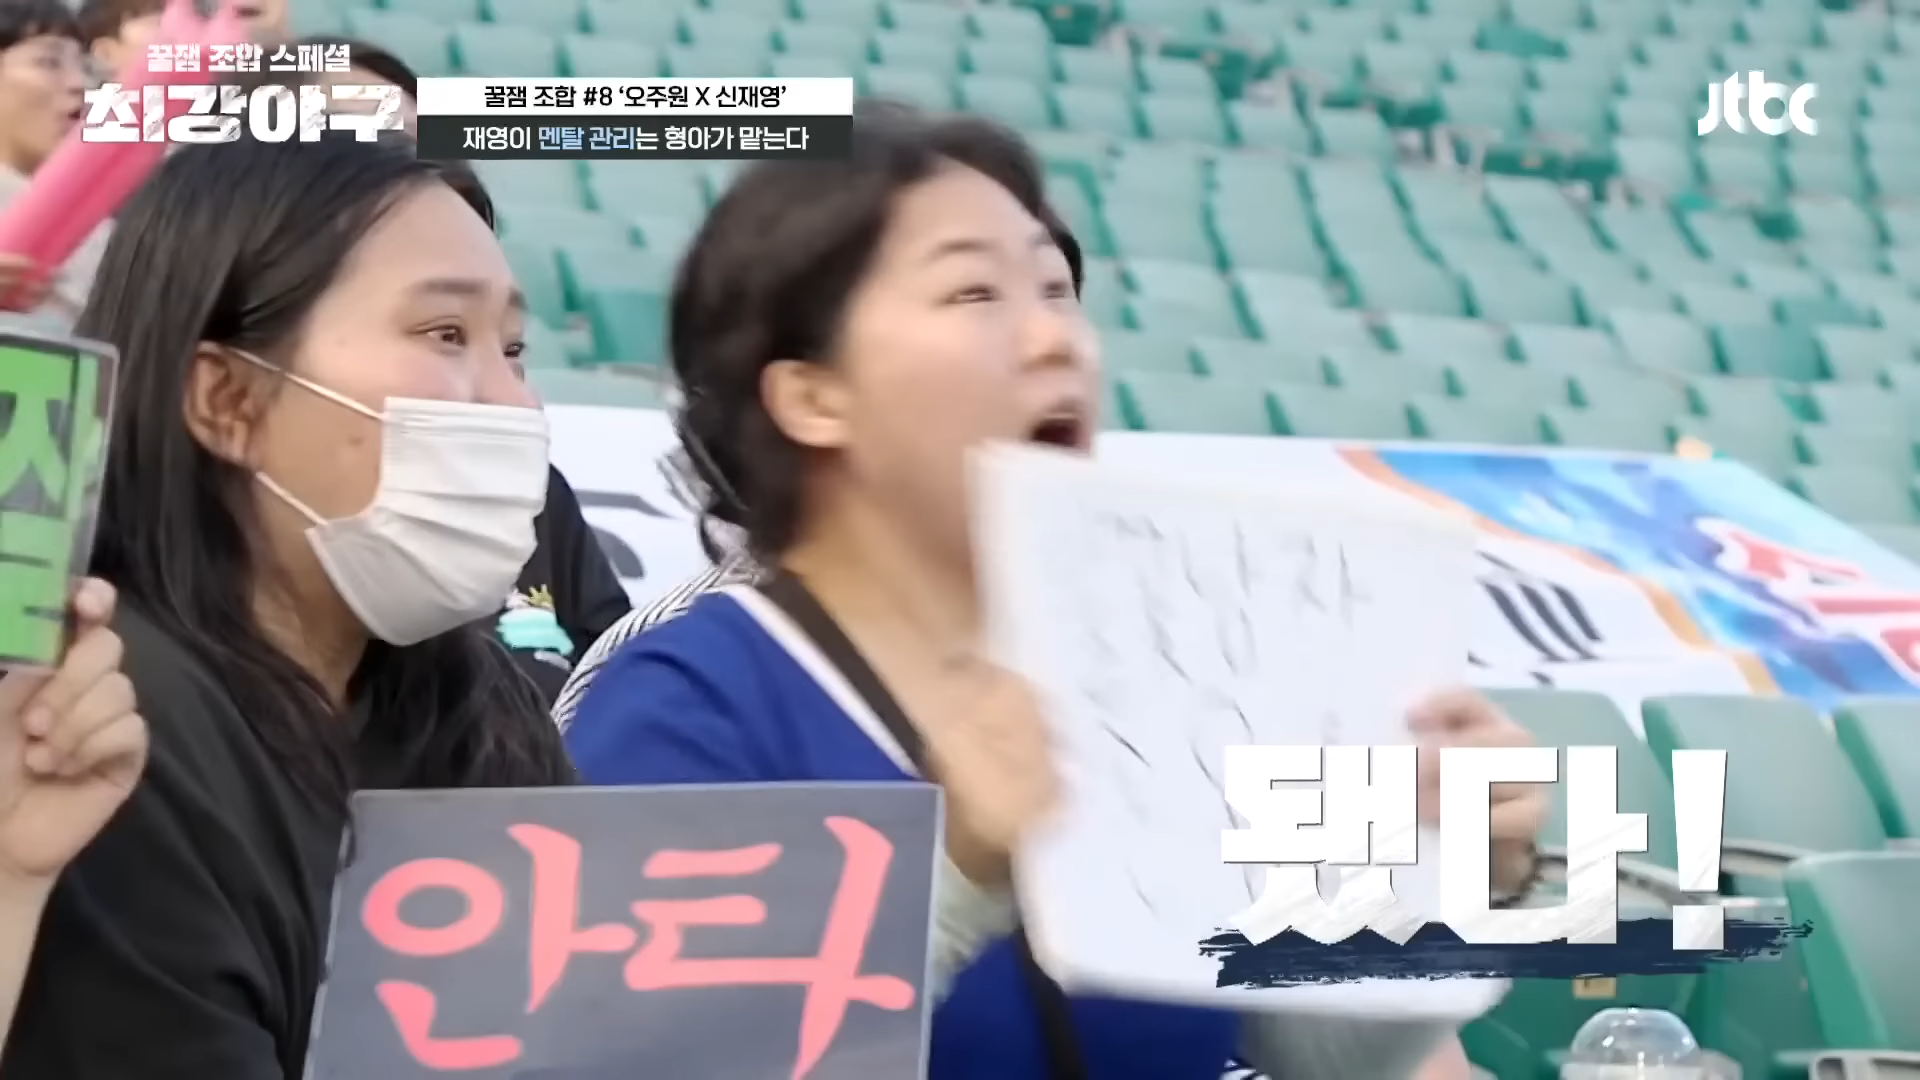 꿀잼 조합 스페셜
최강야구
꿀잼 조합 #8 ‘오주원 X 신재영’
재영이 멘탈 관리는 형아가 맡는다
jtbc
안타
됐다!